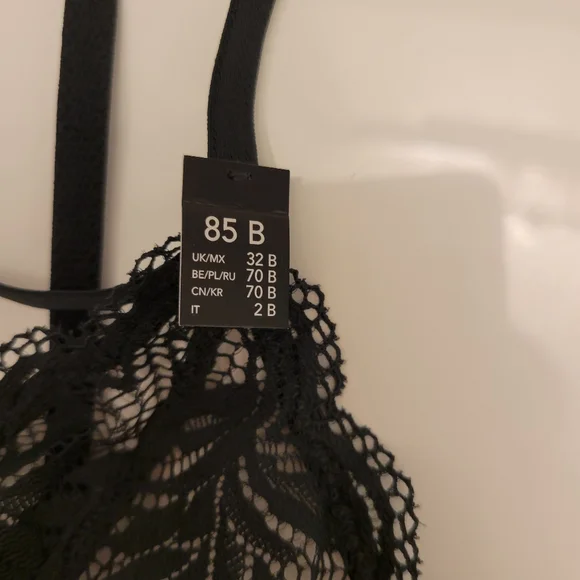 85 B
UK/MX 32 B
BE/PL/RU 70 B
CN/KR 70 B
IT 2 B